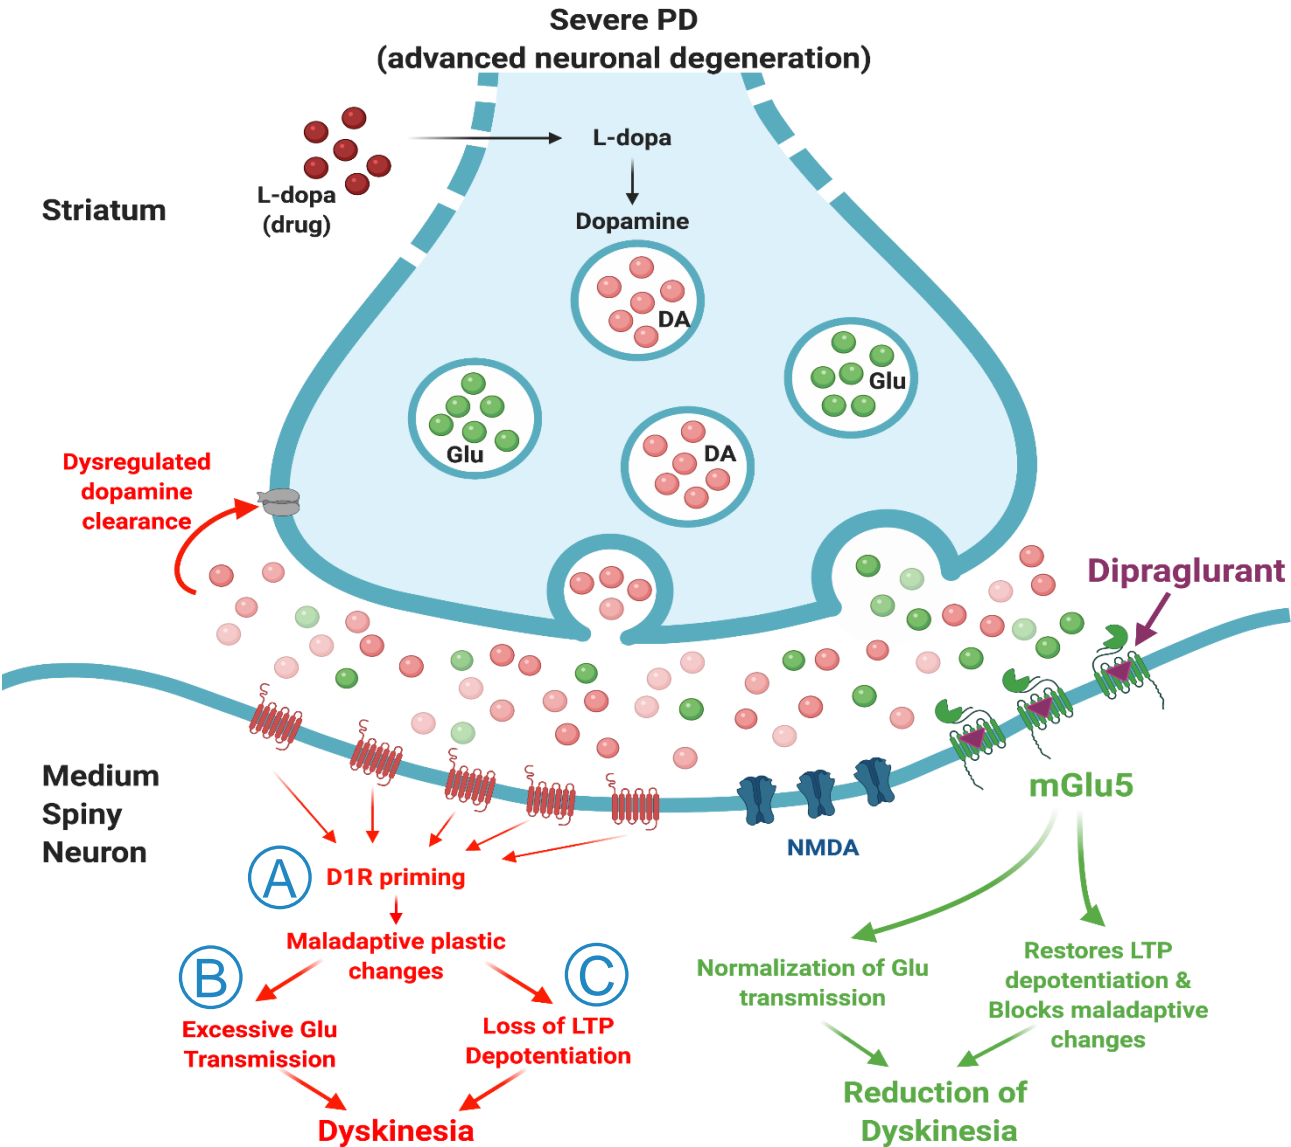 Severe PD
(advanced neuronal degeneration)
L-dopa
Striatum
L-dopa
(drug)
Dopamine
DA
Glu
Glu
DA
Dysregulated
dopamine
clearance
Dipraglurant
Medium
Spiny
Neuron
mGlu5
NMDA
A
D1R priming
Maladaptive plastic
changes
B
C
Excessive Glu
Transmission
Loss of LTP
Depotentiation
Dyskinesia
Normalization of Glu
transmission
Restores LTP
depotentiation &
Blocks maladaptive
changes
Reduction of
Dyskinesia